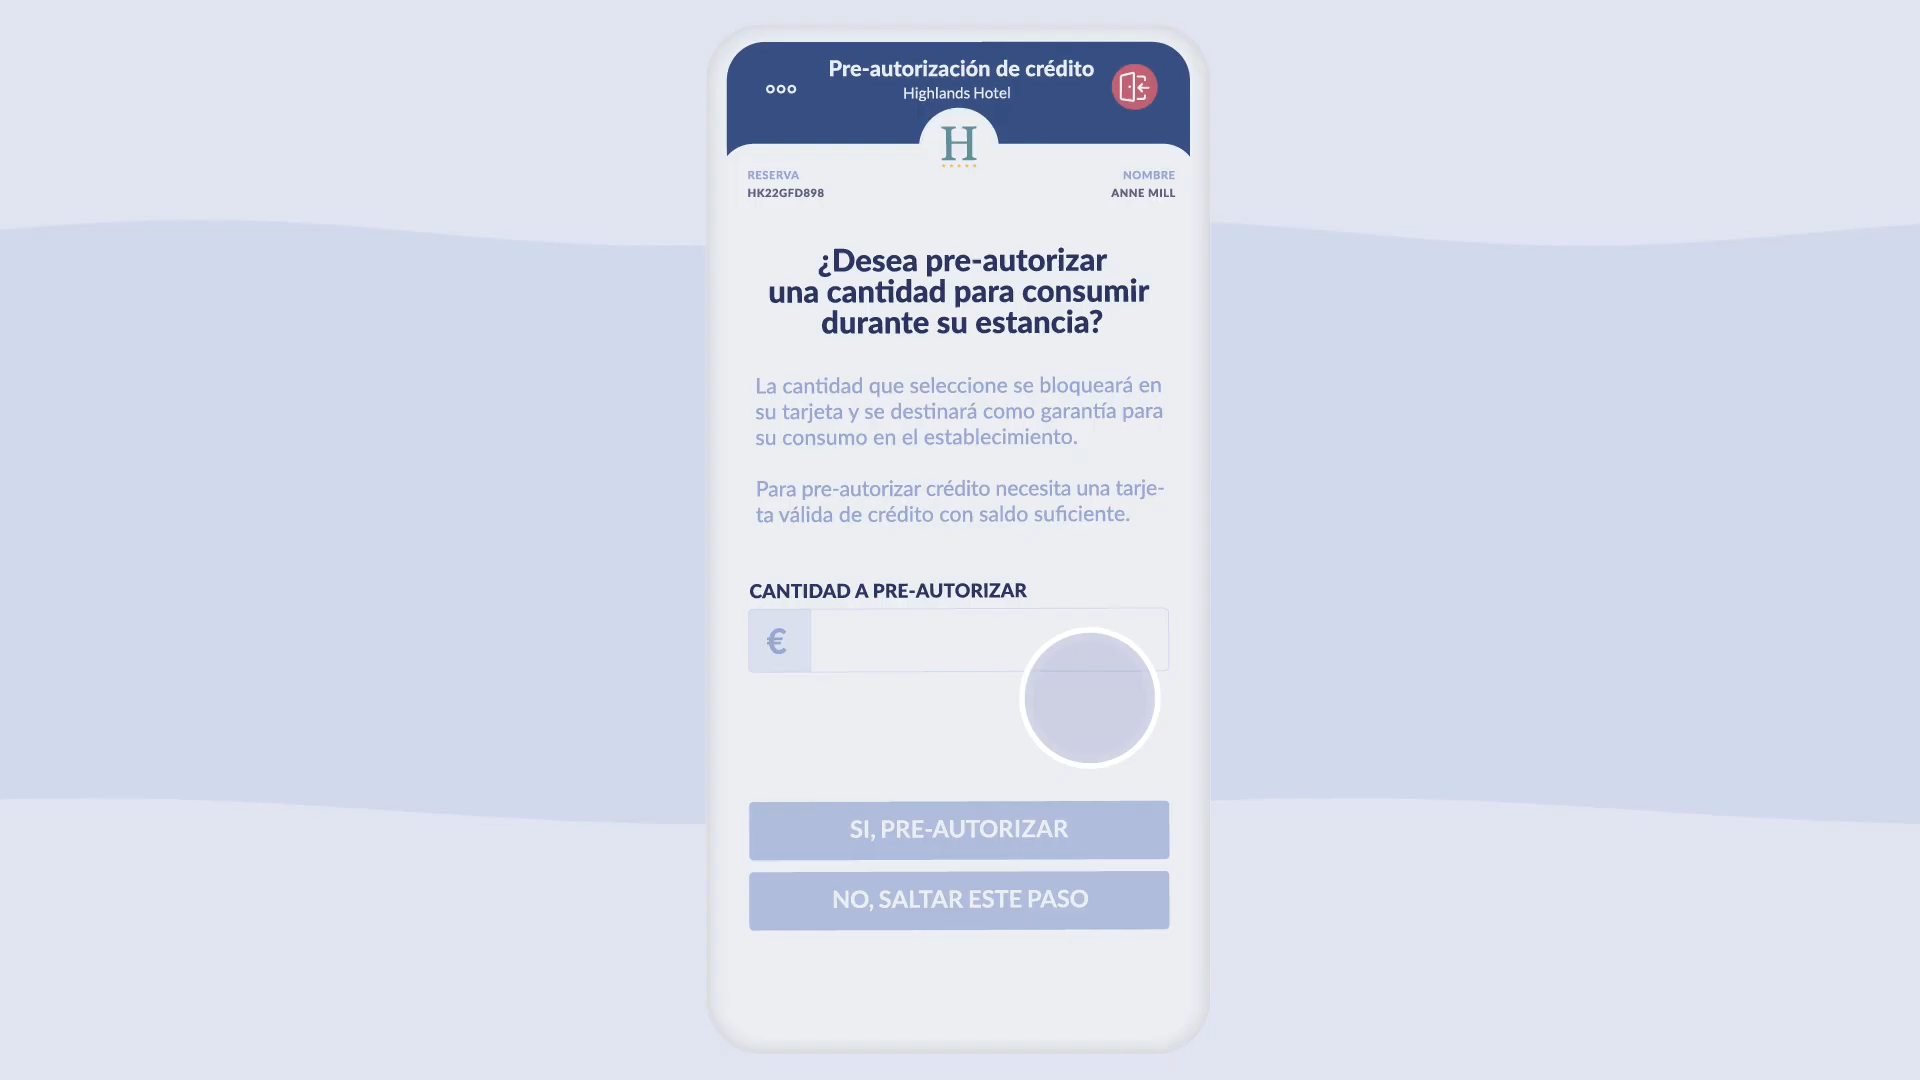 Pre-autorización de crédito
Highlands Hotel
H
RESERVA
HK22GFD898
NOMBRE
ANNE MILL
¿Desea pre-autorizar
una cantidad para consumir
durante su estancia?
La cantidad que seleccione se bloqueará en
su tarjeta y se destinará como garantía para
su consumo en el establecimiento.
Para pre-autorizar crédito necesita una tarje-
ta válida de crédito con saldo suficiente.
CANTIDAD A PRE-AUTORIZAR
€
SI, PRE-AUTORIZAR
NO, SALTAR ESTE PASO